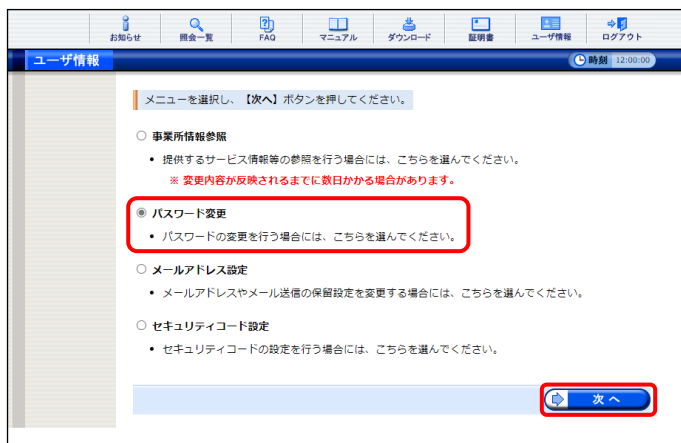 お知らせ 照会一覧 FAQ マニュアル ダウンロード 証明書 ユーザ情報 ログアウト
ユーザ情報 時刻 12:00:00
メニューを選択し、【次へ】ボタンを押してください。
事業所情報参照
• 提供するサービス情報等の参照を行う場合には、こちらを選んでください。
※ 変更内容が反映されるまでに数日かかる場合があります。
パスワード変更
• パスワードの変更を行う場合には、こちらを選んでください。
メールアドレス設定
• メールアドレスやメール送信の保留設定を変更する場合には、こちらを選んでください。
セキュリティコード設定
• セキュリティコードの設定を行う場合には、こちらを選んでください。
次 へ